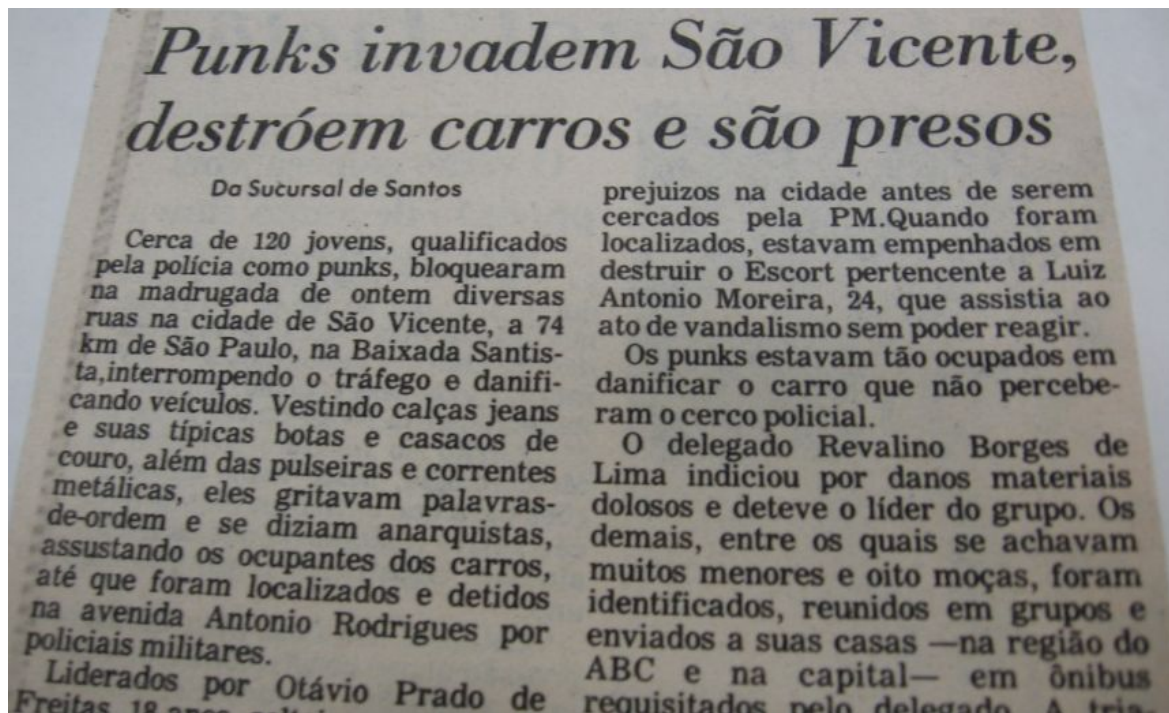 Punks invadem São Vicente,
destróem carros e são presos
Da Sucursal de Santos
Cerca de 120 jovens, qualificados
pela polícia como punks, bloquearam
na madrugada de ontem diversas
ruas na cidade de São Vicente, a 74
km de São Paulo, na Baixada Santis-
ta,interrompendo o tráfego e danifi-
cando veículos. Vestindo calças jeans
e suas típicas botas e casacos de
couro, além das pulseiras e correntes
metálicas, eles gritavam palavras-
de-ordem e se diziam anarquistas,
assustando os ocupantes dos carros,
até que foram localizados e detidos
na avenida Antonio Rodrigues por
policiais militares.
Liderados por Otávio Prado de
Freitas, 18 anos,
prejuizos na cidade antes de serem
cercados pela PM.Quando foram
localizados, estavam empenhados em
destruir o Escort pertencente a Luiz
Antonio Moreira, 24, que assistia ao
ato de vandalismo sem poder reagir.
Os punks estavam tão ocupados em
danificar o carro que não percebe-
ram o cerco policial.
O delegado Revalino Borges de
Lima indiciou por danos materiais
dolosos e deteve o líder do grupo. Os
demais, entre os quais se achavam
muitos menores e oito moças, foram
identificados, reunidos em grupos e
enviados a suas casas —na região do
ABC e na capital— em ônibus
requisitados pelo delegado. A tria-